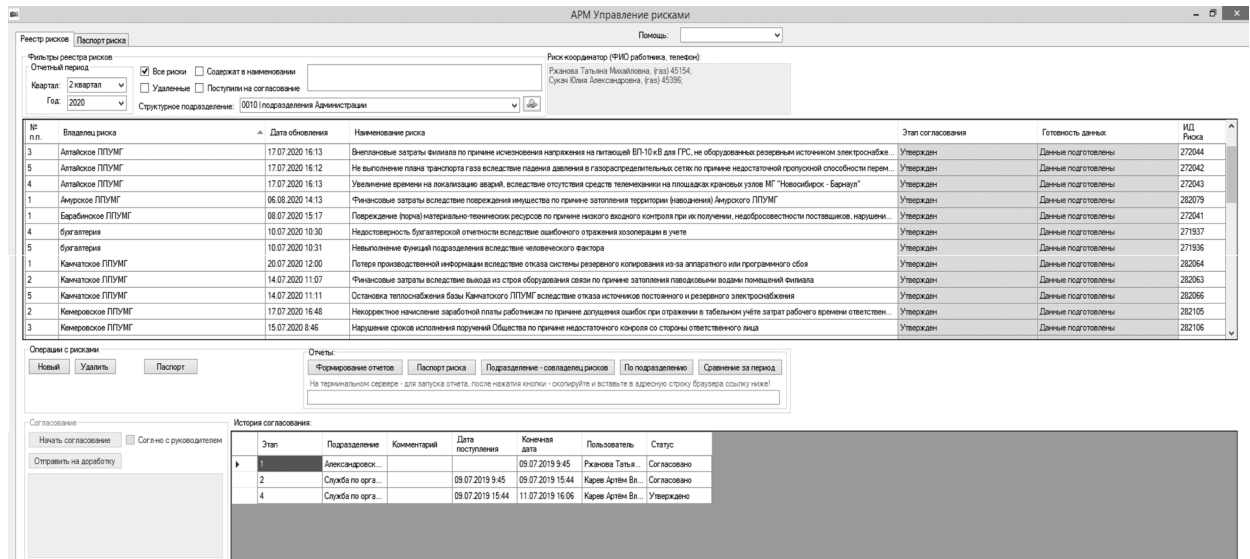 АРМ Управление рисками
Реестр рисков Паспорт риска
Помощь:
Фильтры реестра рисков
Отчетный период
Квартал: 2 квартал
Год: 2020
Все риски Содержат в наименовании
Удаленные Поступили на согласование
Структурное подразделение: 0010 | подразделения Администрации
Риск-координатор (ФИО работника, телефон):
Ржанова Татьяна Михайловна, (газ) 45154;
Сукач Юлия Александровна, (газ) 45396;
№ п.п. Владелец риска Дата обновления Наименование риска Этап согласования Готовность данных ИД Риска
3 Алтайское ЛПУМГ 17.07.2020 16:13 Внеплановые затраты филиала по причине исчезновения напряжения на питающей ВЛ-10 кВ для ГРС, не оборудованных резервным источником электроснабже... Утвержден Данные подготовлены 272044
5 Алтайское ЛПУМГ 17.07.2020 16:12 Не выполнение плана транспорта газа вследствие падения давления в газораспределительных сетях по причине недостаточной пропускной способности перем... Утвержден Данные подготовлены 272042
4 Алтайское ЛПУМГ 17.07.2020 16:13 Увеличение времени на локализацию аварий, вследствие отсутствия средств телемеханики на площадках крановых узлов МГ "Новосибирск - Барнаул" Утвержден Данные подготовлены 272043
1 Амурское ЛПУМГ 06.08.2020 14:13 Финансовые затраты вследствие повреждения имущества по причине затопления территории (наводнения) Амурского ЛПУМГ Утвержден Данные подготовлены 282079
1 Барабинское ЛПУМГ 08.07.2020 15:17 Повреждение (порча) материально-технических ресурсов по причине низкого входного контроля при их получении, недобросовестности поставщиков, нарушени... Утвержден Данные подготовлены 272041
4 бухгалтерия 10.07.2020 10:30 Недостоверность бухгалтерской отчетности вследствие ошибочного отражения хозоперации в учете Утвержден Данные подготовлены 271937
5 бухгалтерия 10.07.2020 10:31 Невыполнение функций подразделения вследствие человеческого фактора Утвержден Данные подготовлены 271936
1 Камчатское ЛПУМГ 20.07.2020 12:00 Потеря производственной информации вследствие отказа системы резервного копирования из-за аппаратного или программного сбоя Утвержден Данные подготовлены 282064
2 Камчатское ЛПУМГ 14.07.2020 11:07 Финансовые затраты вследствие выхода из строя оборудования связи по причине затопления паводковыми водами помещений филиала Утвержден Данные подготовлены 282063
5 Камчатское ЛПУМГ 14.07.2020 11:11 Остановка теплоснабжения базы Камчатского ЛПУМГ вследствие отказа источников постоянного и резервного электроснабжения Утвержден Данные подготовлены 282066
2 Кемеровское ЛПУМГ 17.07.2020 16:48 Некорректное начисление заработной платы работникам по причине допущения ошибок при отражении в табельном учёте затрат рабочего времени ответствен... Утвержден Данные подготовлены 282105
3 Кемеровское ЛПУМГ 15.07.2020 8:46 Нарушение сроков исполнения поручений Общества по причине недостаточного конроля со стороны ответственного лица Утвержден Данные подготовлены 282106
Операции с рисками
Новый Удалить Паспорт
Отчеты:
Формирование отчетов Паспорт риска Подразделение - совладелец рисков По подразделению Сравнение за период
На терминальном сервере - для запуска отчета, после нажатия кнопки - скопируйте и вставьте в адресную строку браузера ссылку ниже!
Согласование
Начать согласование Согл-но с руководителем
Отправить на доработку
История согласования:
Этап Подразделение Комментарий Дата поступления Конечная дата Пользователь Статус
1 Александровск... 09.07.2019 9:45 Ржанова Татья... Согласовано
2 Служба по орга... 09.07.2019 9:45 09.07.2019 15:44 Карев Артём Вл... Согласовано
4 Служба по орга... 09.07.2019 15:44 11.07.2019 16:06 Карев Артём Вл... Утверждено